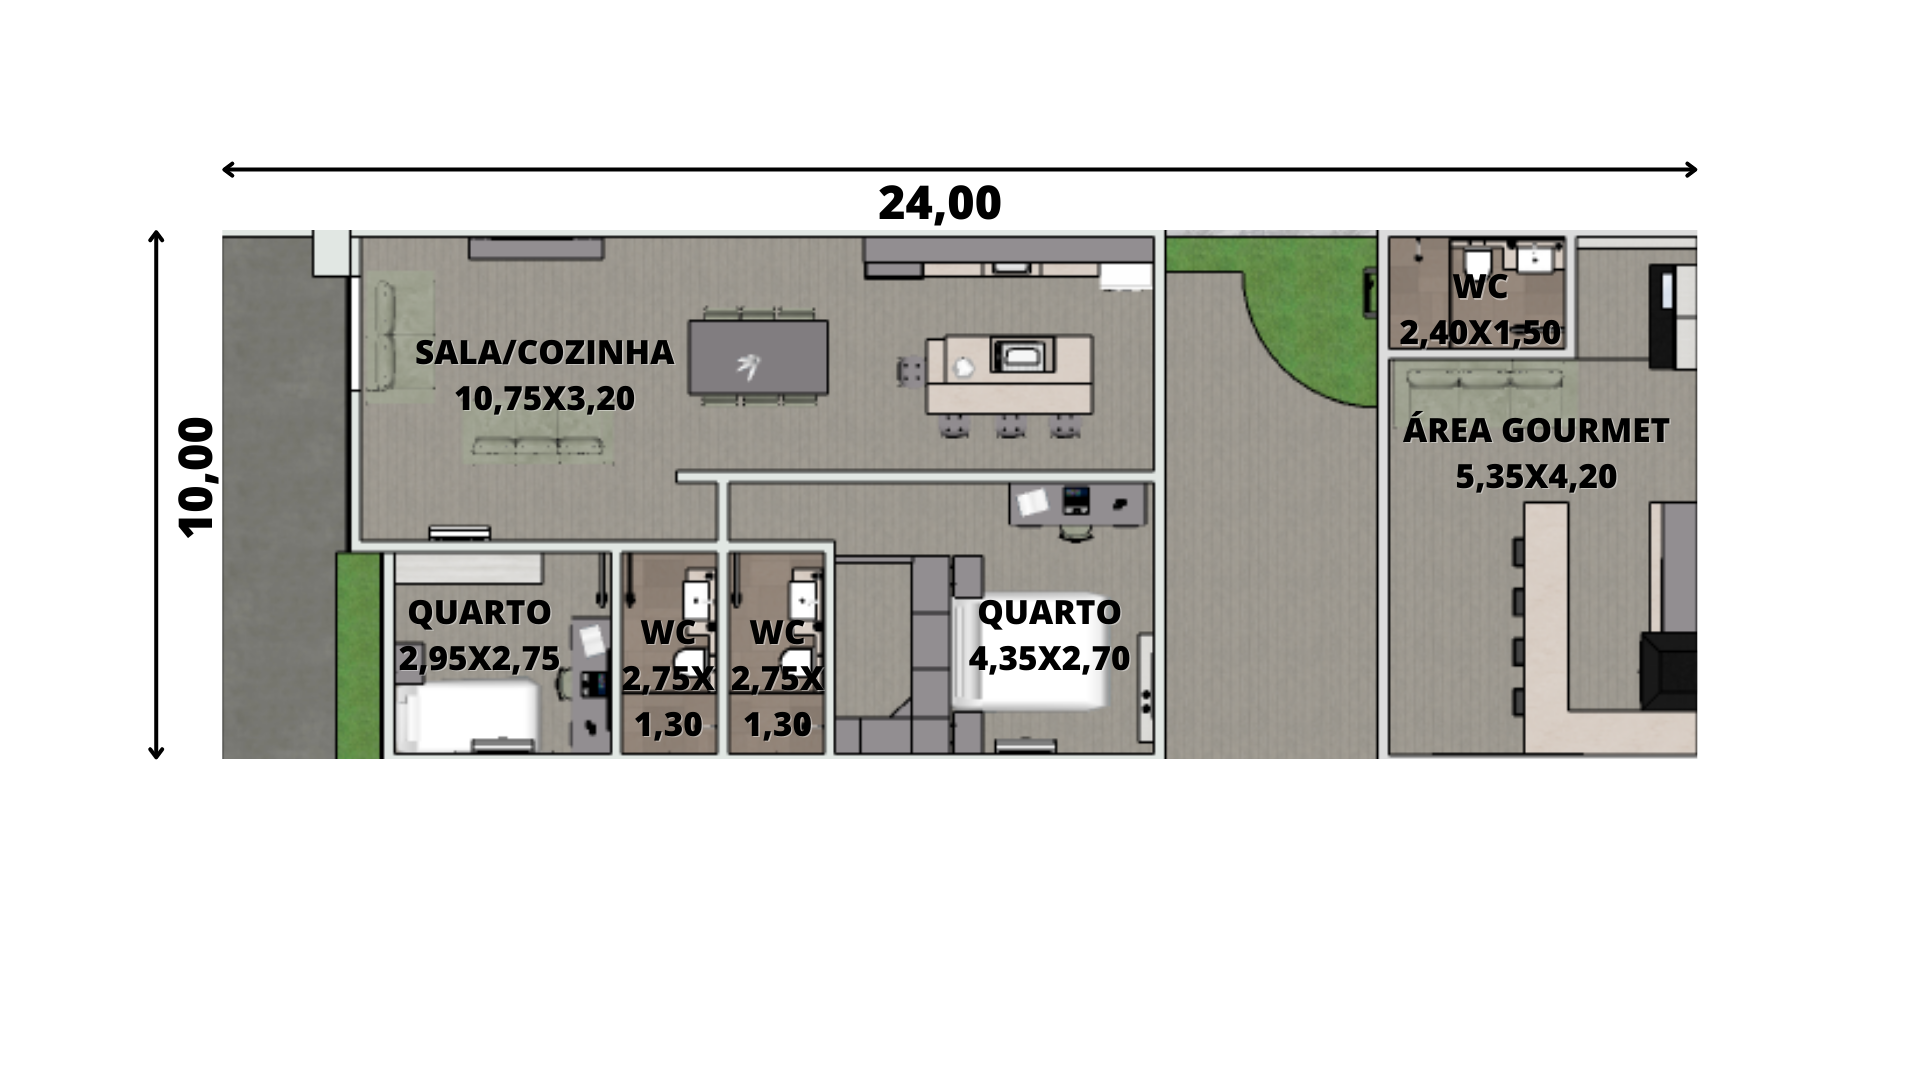 24,00
10,00
SALA/COZINHA
10,75X3,20
WC
2,40X1,50
ÁREA GOURMET
5,35X4,20
QUARTO
2,95X2,75
WC
2,75X
1,30
WC
2,75X
1,30
QUARTO
4,35X2,70